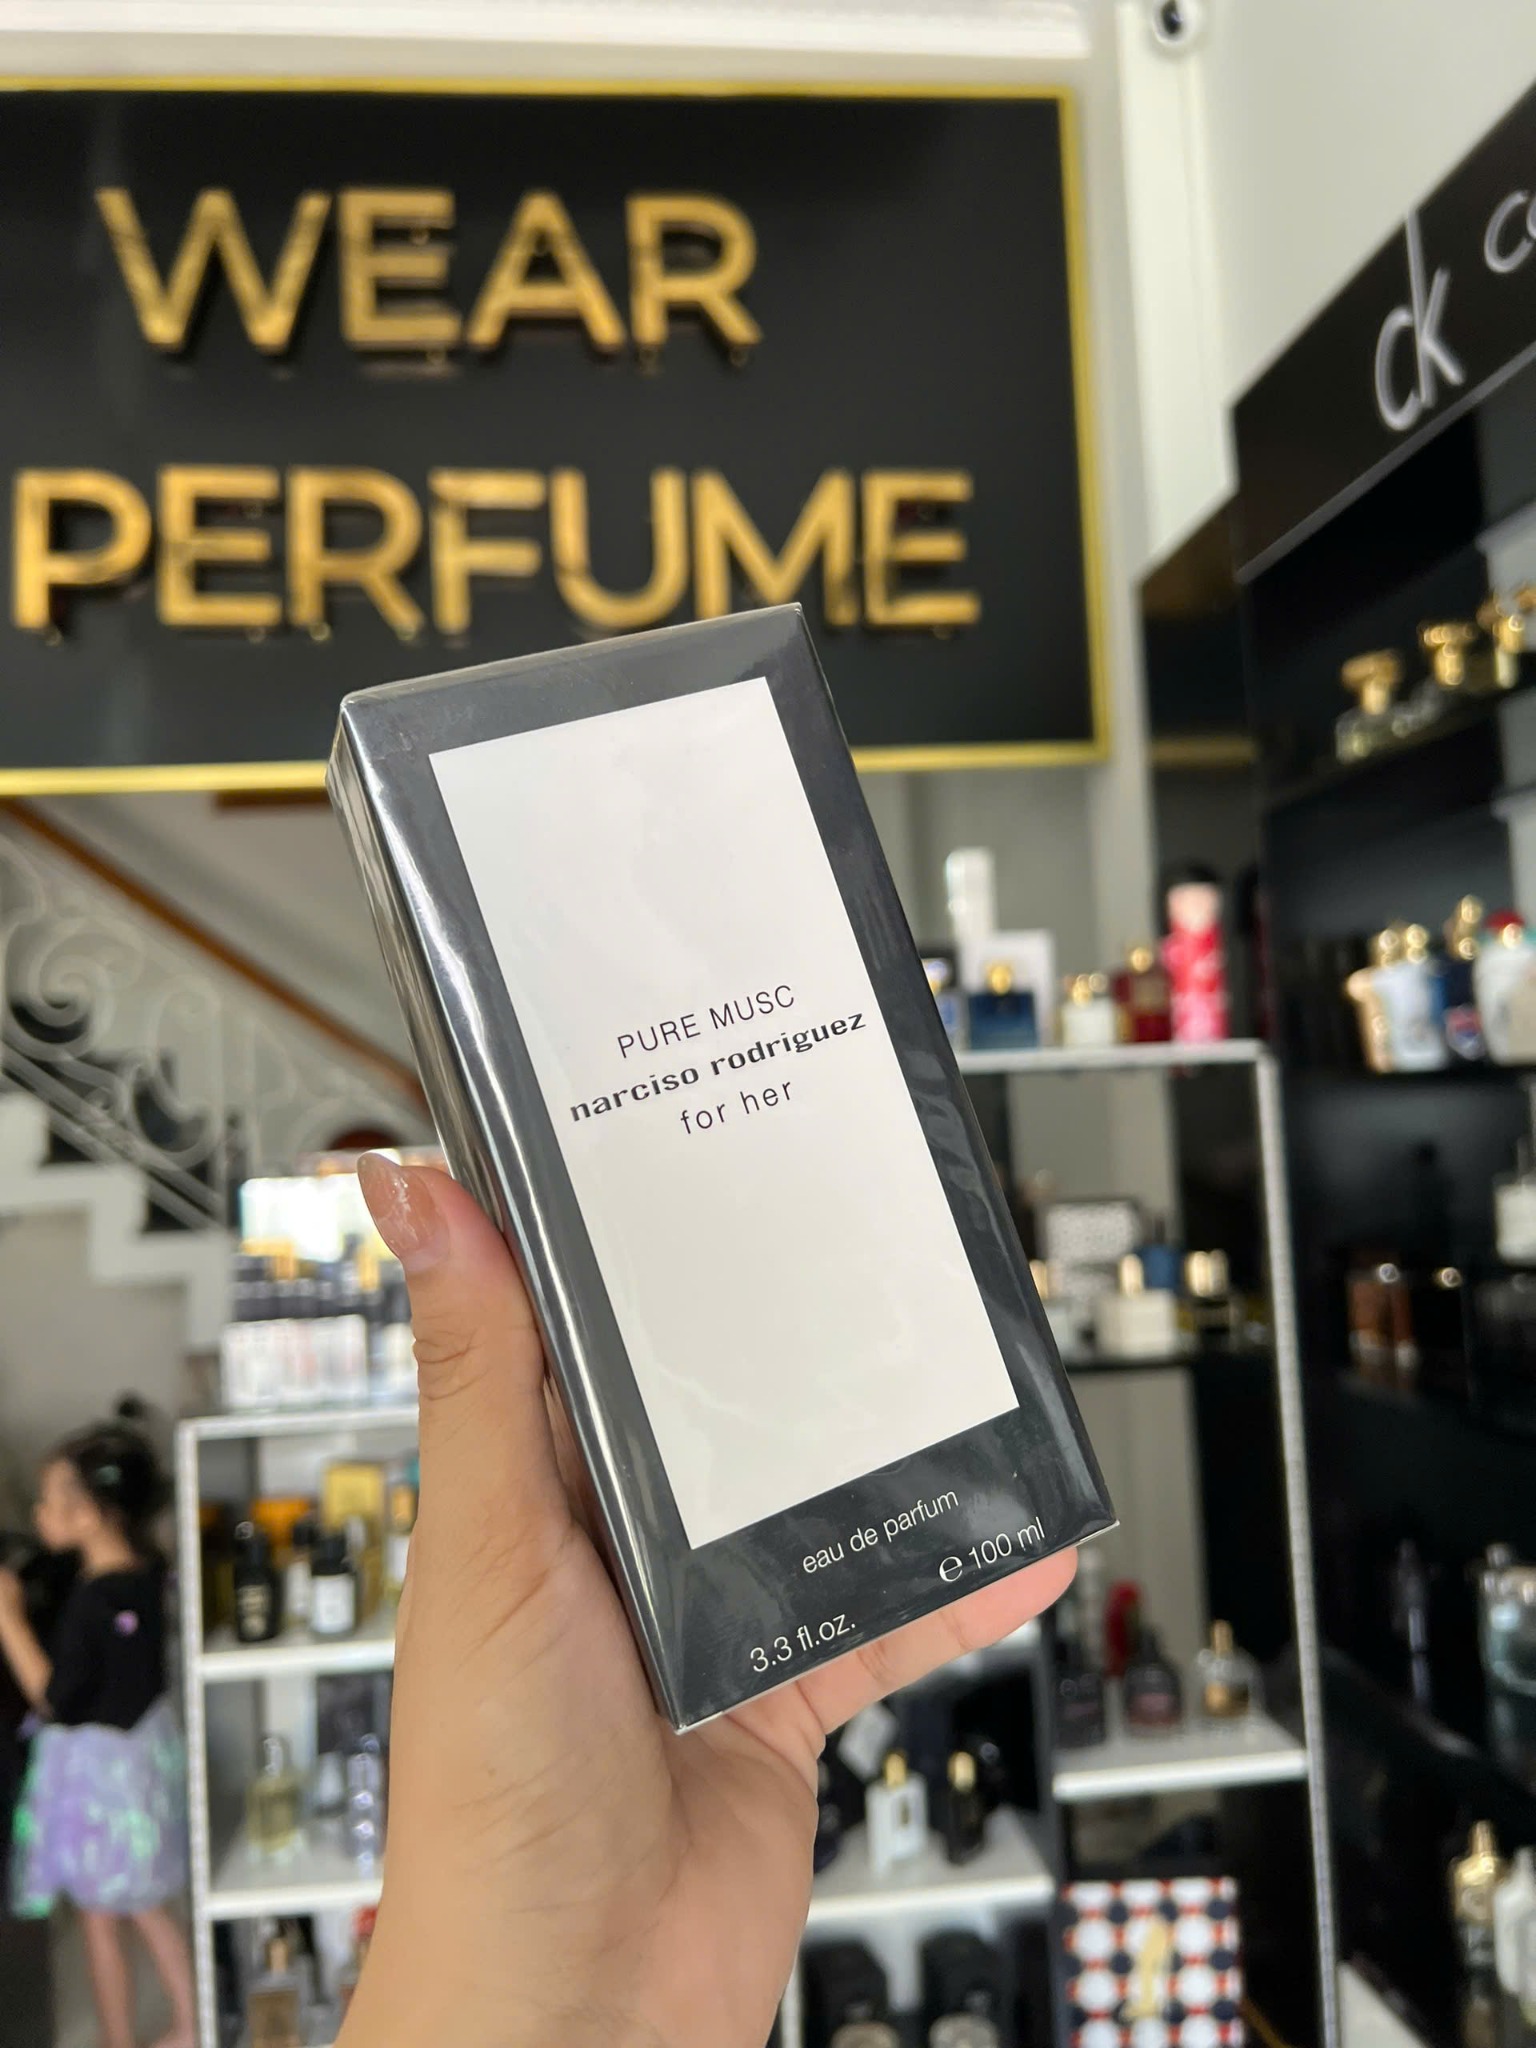 WEAR
PERFUME
ck
PURE MUSC
narciso rodriguez
for her
eau de parfum
℮ 100 ml
3.3 fl.oz.